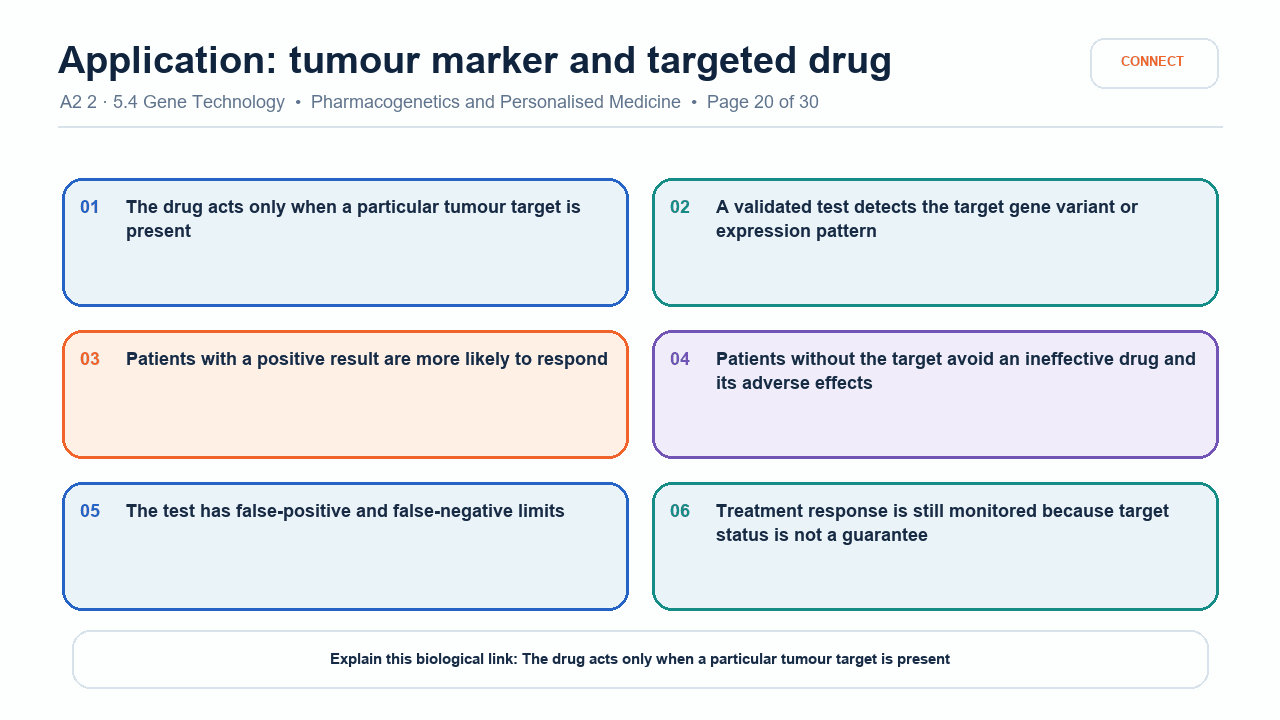 Application: tumour marker and targeted drug
CONNECT
A2 2 · 5.4 Gene Technology • Pharmacogenetics and Personalised Medicine • Page 20 of 30
01 The drug acts only when a particular tumour target is
present
02 A validated test detects the target gene variant or
expression pattern
03 Patients with a positive result are more likely to respond
04 Patients without the target avoid an ineffective drug and
its adverse effects
05 The test has false-positive and false-negative limits
06 Treatment response is still monitored because target
status is not a guarantee
Explain this biological link: The drug acts only when a particular tumour target is present